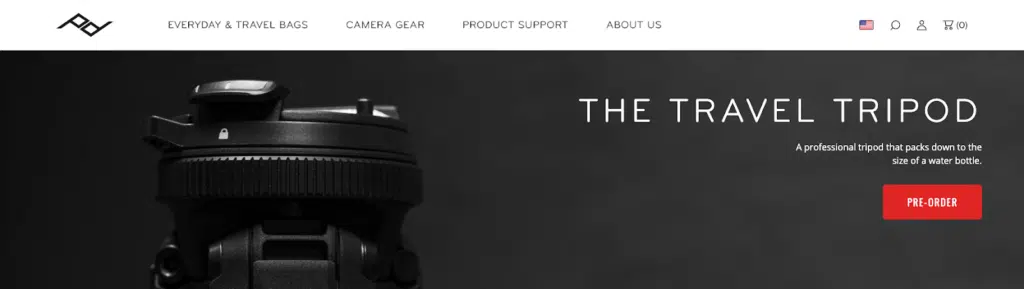 EVERYDAY & TRAVEL BAGS
CAMERA GEAR
PRODUCT SUPPORT
ABOUT US
(0)
THE TRAVEL TRIPOD
A professional tripod that packs down to the
size of a water bottle.
PRE-ORDER